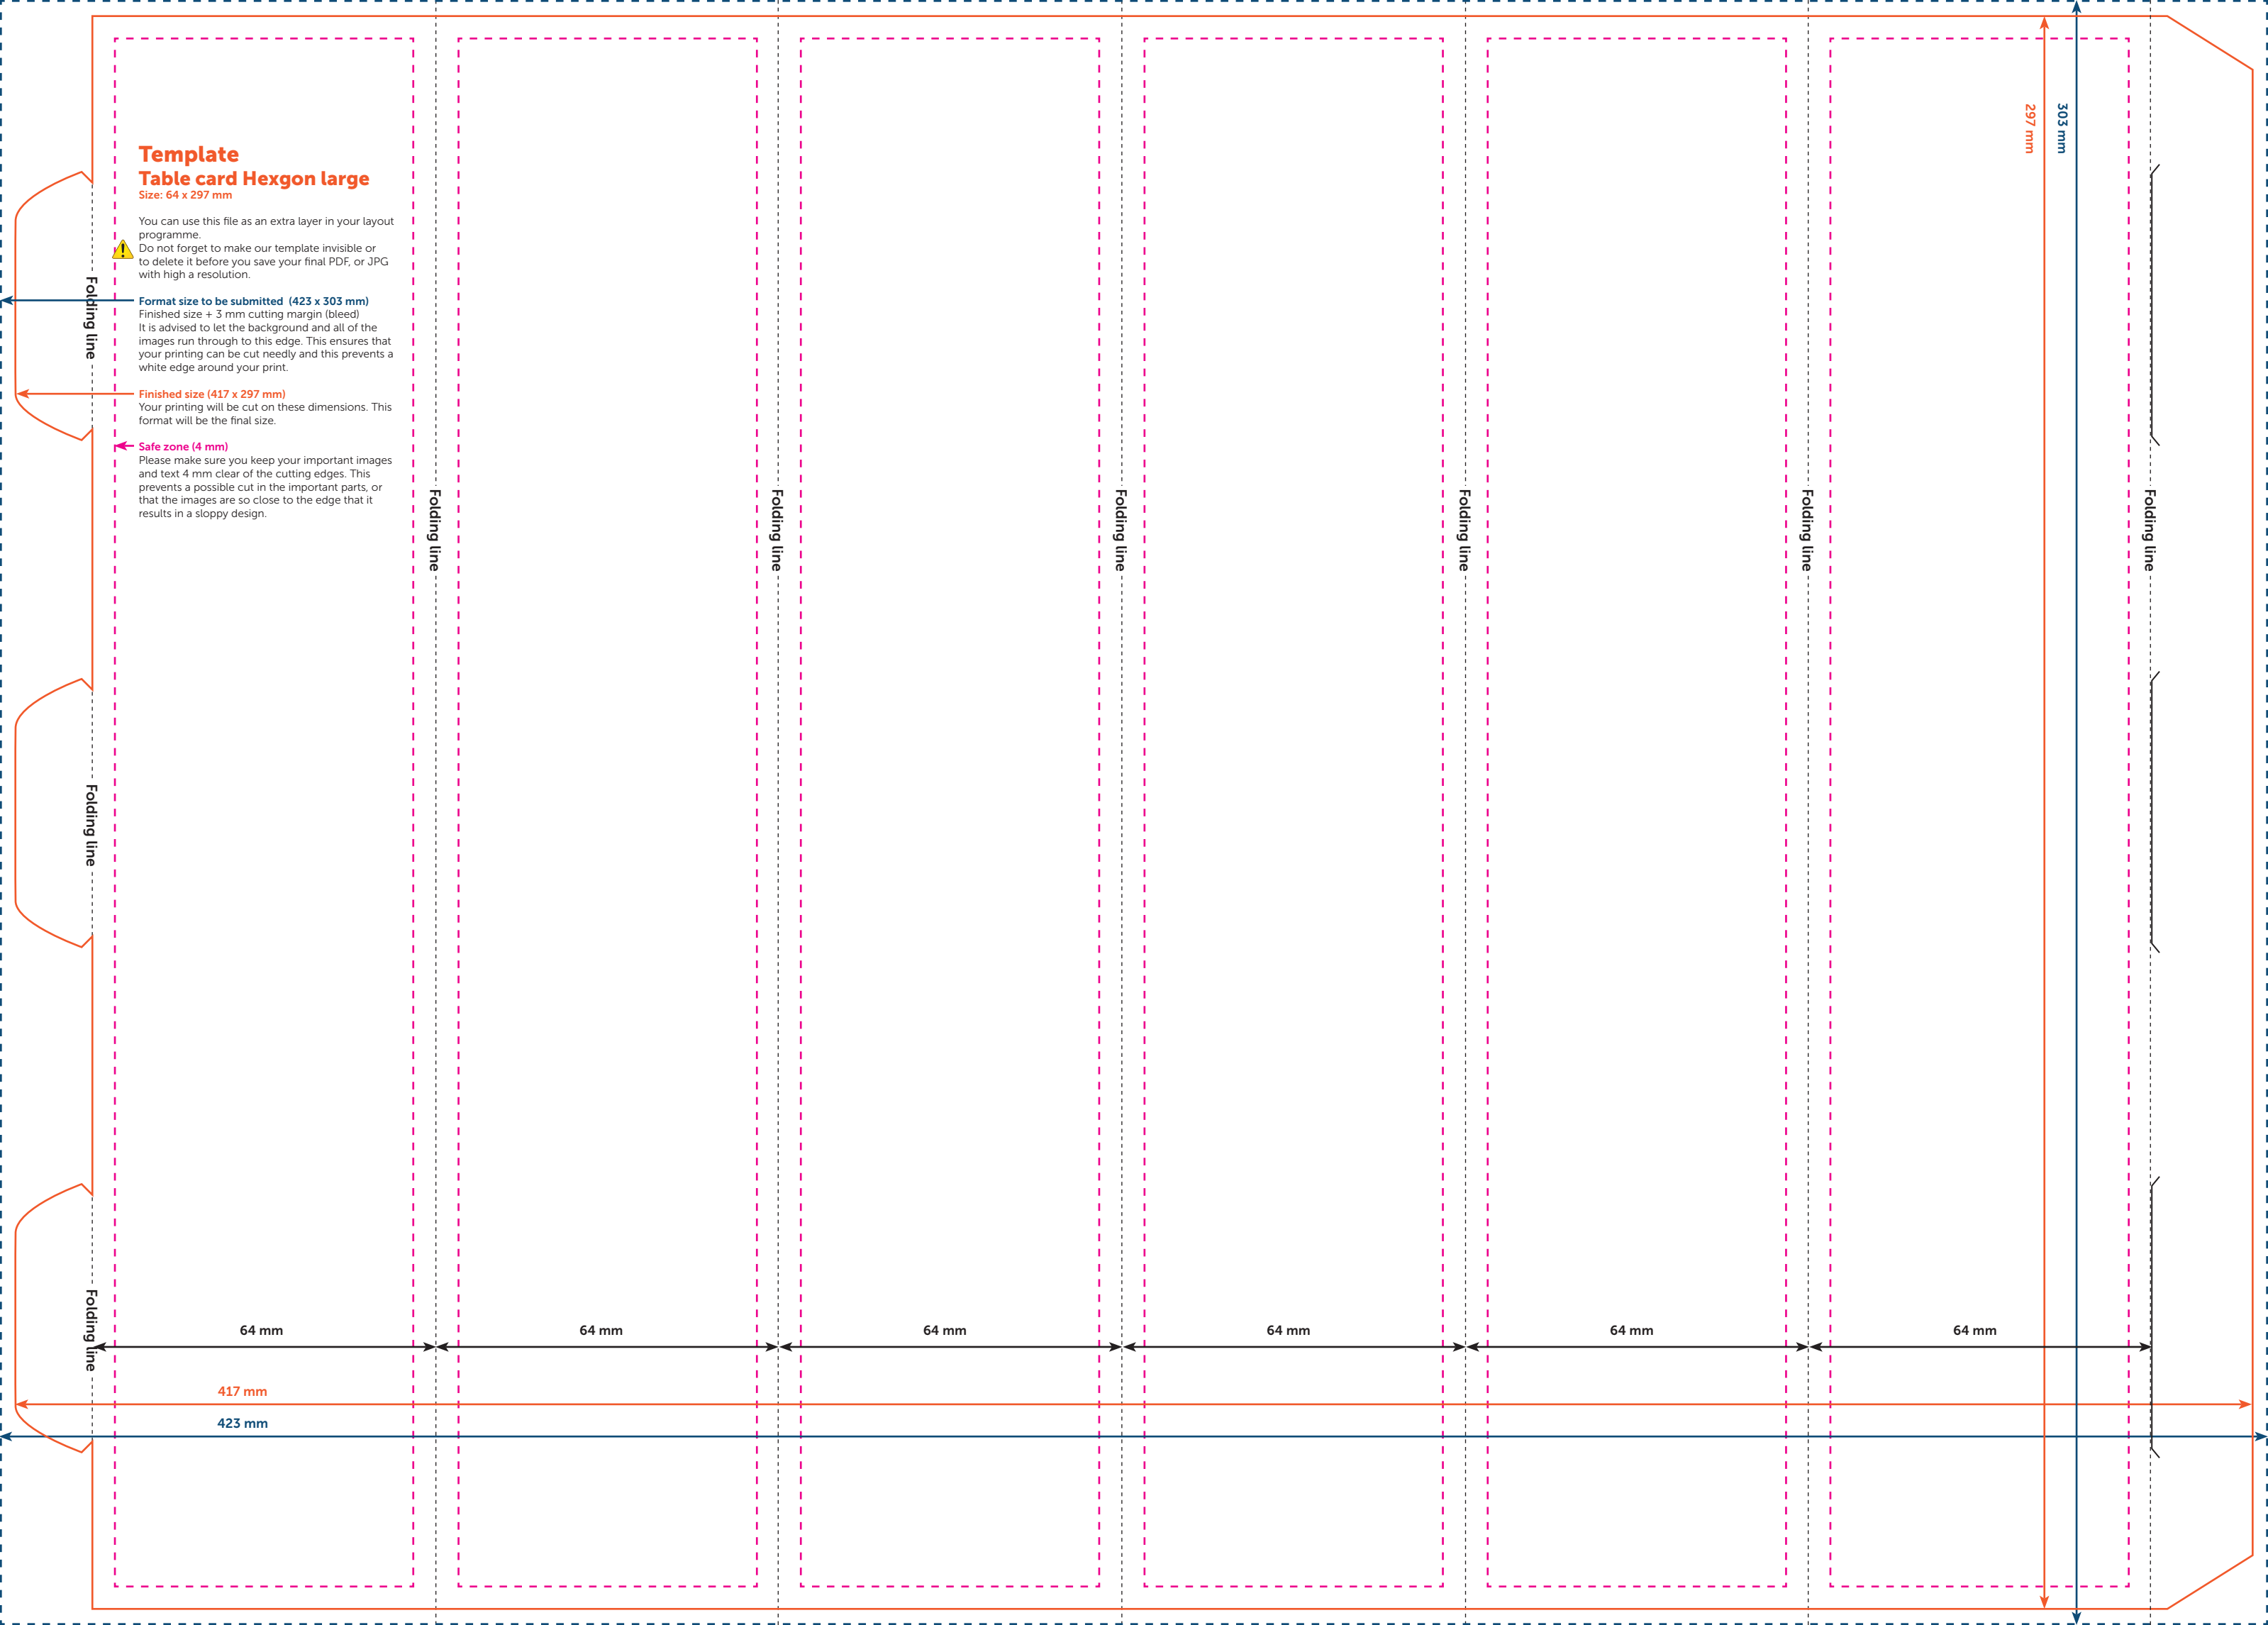 Template
Table card Hexgon large
Size: 64 x 297 mm
You can use this file as an extra layer in your layout
programme.
Do not forget to make our template invisible or
to delete it before you save your final PDF, or JPG
with high a resolution.
Format size to be submitted  (423 x 303 mm)
Finished size + 3 mm cutting margin (bleed)
It is advised to let the background and all of the
images run through to this edge. This ensures that
your printing can be cut needly and this prevents a
white edge around your print.
Finished size (417 x 297 mm)
Your printing will be cut on these dimensions. This
format will be the final size.
Safe zone (4 mm)
Please make sure you keep your important images
and text 4 mm clear of the cutting edges. This
prevents a possible cut in the important parts, or
that the images are so close to the edge that it
results in a sloppy design.
Folding line
Folding line
Folding line
Folding line
Folding line
Folding line
Folding line
Folding line
Folding line
297 mm
303 mm
64 mm
64 mm
64 mm
64 mm
64 mm
64 mm
417 mm
423 mm